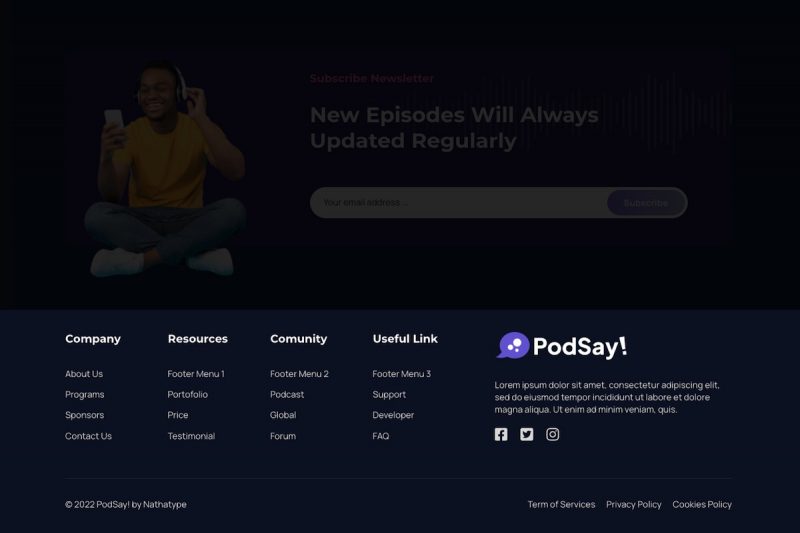 Subscribe Newsletter
New Episodes Will Always
Updated Regularly
Your email address ...
Subscribe
Company
About Us
Programs
Sponsors
Contact Us
Resources
Footer Menu 1
Portofolio
Price
Testimonial
Comunity
Footer Menu 2
Podcast
Global
Forum
Useful Link
Footer Menu 3
Support
Developer
FAQ
PodSay!
Lorem ipsum dolor sit amet, consectetur adipiscing elit,
sed do eiusmod tempor incididunt ut labore et dolore
magna aliqua. Ut enim ad minim veniam, quis.
© 2022 PodSay! by Nathatype
Term of Services Privacy Policy Cookies Policy